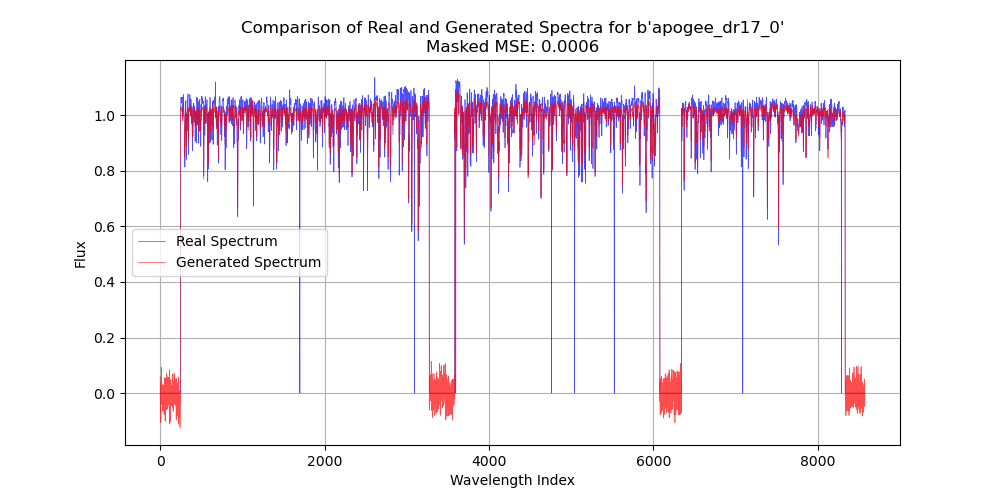 Comparison of Real and Generated Spectra for b'apogee_dr17_0'
Masked MSE: 0.0006
1.0
0.8
0.6
0.4
0.2
0.0
Flux
Real Spectrum
Generated Spectrum
0 2000 4000 6000 8000
Wavelength Index